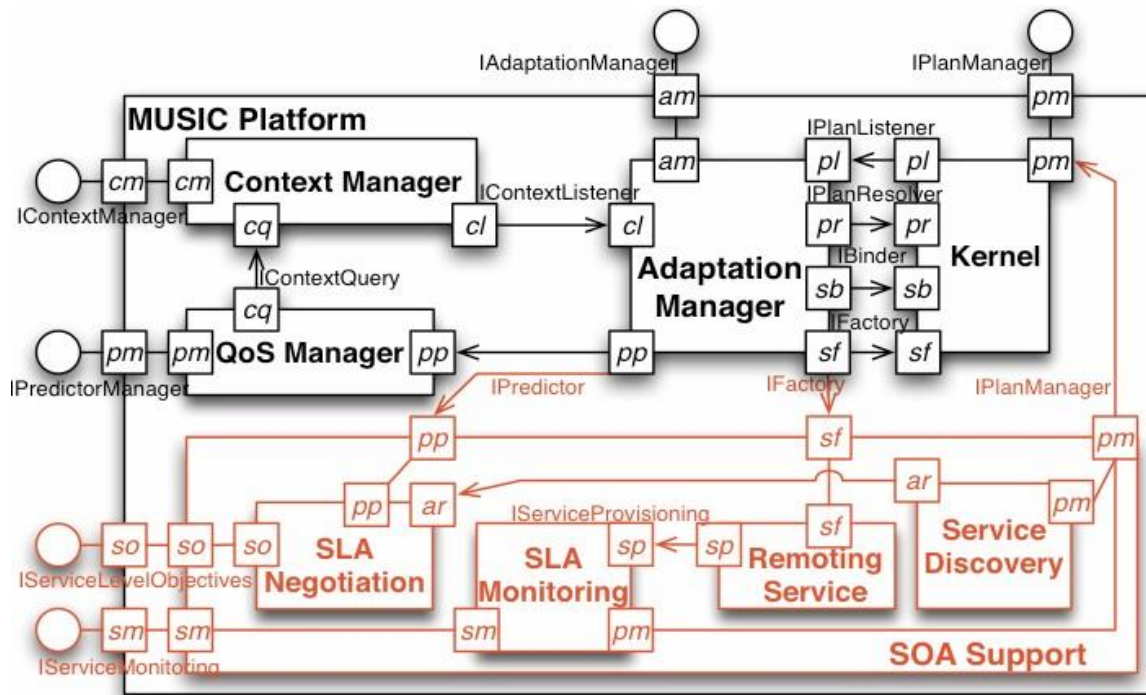 IAdaptationManager
IPlanManager
am
pm
MUSIC Platform
IPlanListener
am
pl
pl
pm
cm
cm
Context Manager
IContextListener
IPlanResolver
IContextManager
cq
cl
cl
pr
pr
IContextQuery
Adaptation
Manager
IBinder
Kernel
cq
sb
sb
IFactory
pm
pm
QoS Manager
pp
pp
sf
sf
IPredictorManager
IPredictor
IFactory
IPlanManager
pp
sf
pm
pp
ar
ar
pm
IServiceProvisioning
so
so
so
SLA
Negotiation
SLA
Monitoring
sp
sp
sf
Remoting
Service
Service
Discovery
IServiceLevelObjectives
sm
sm
sm
pm
IServiceMonitoring
SOA Support